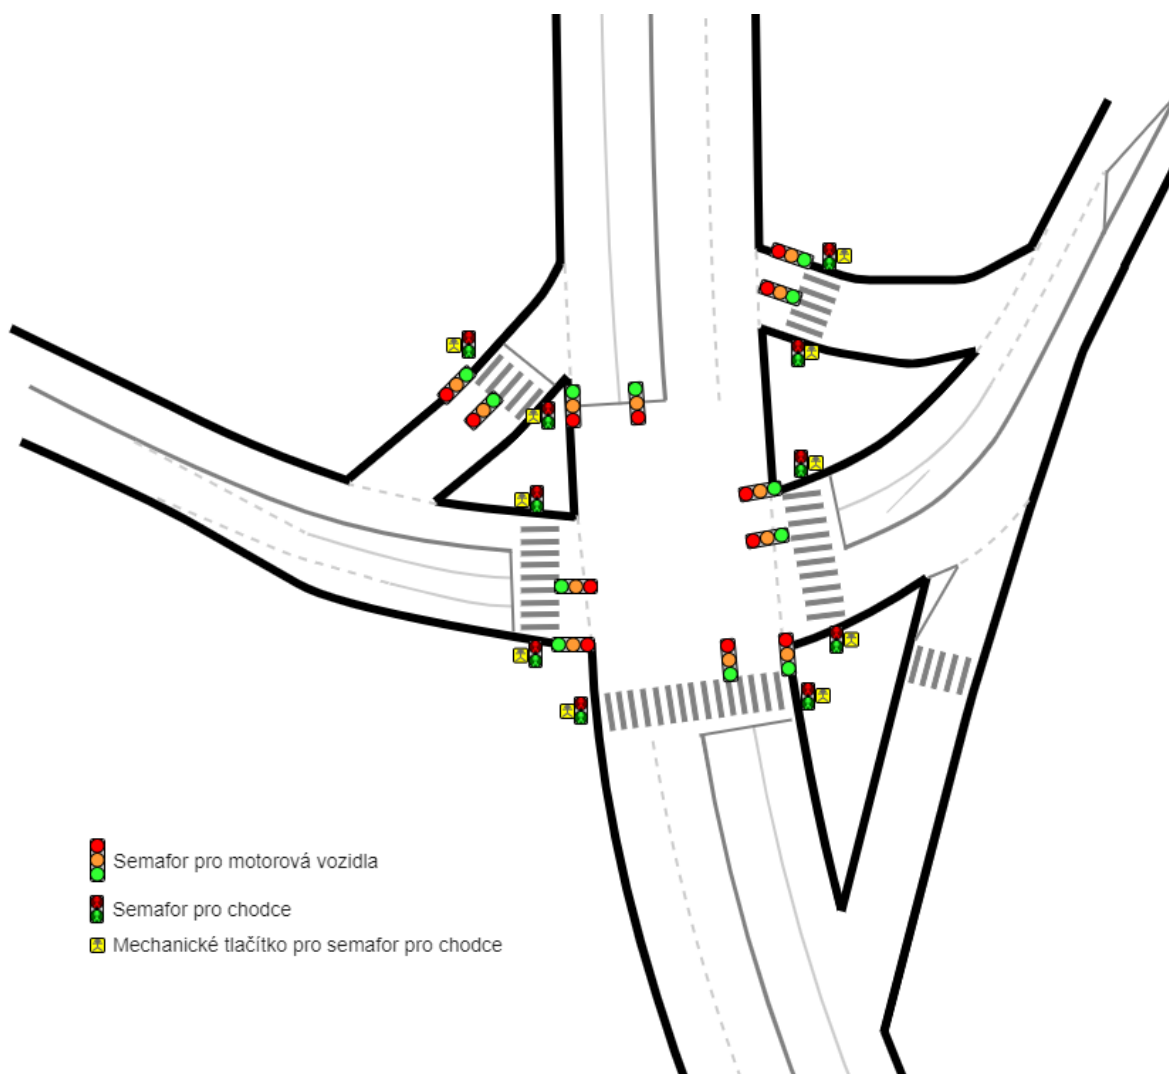 Semafor pro motorová vozidla
Semafor pro chodce
Mechanické tlačítko pro semafor pro chodce